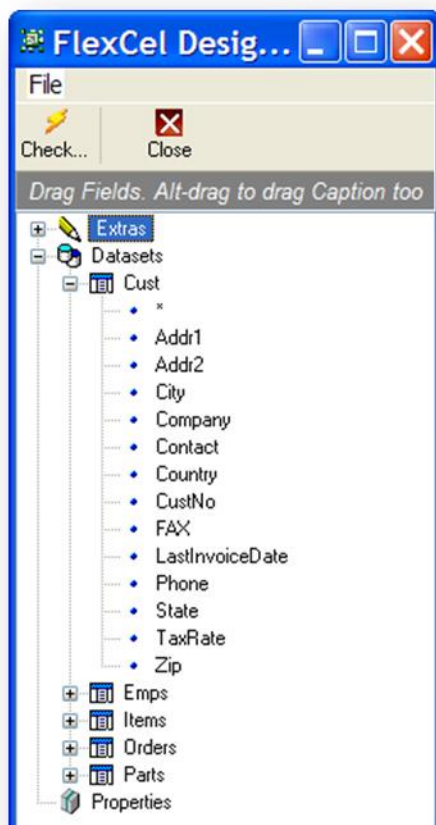 FlexCel Desig...
File
Check...
Close
Drag Fields. Alt-drag to drag Caption too
Extras
Datasets
Cust
*
Addr1
Addr2
City
Company
Contact
Country
CustNo
FAX
LastInvoiceDate
Phone
State
TaxRate
Zip
Emps
Items
Orders
Parts
Properties